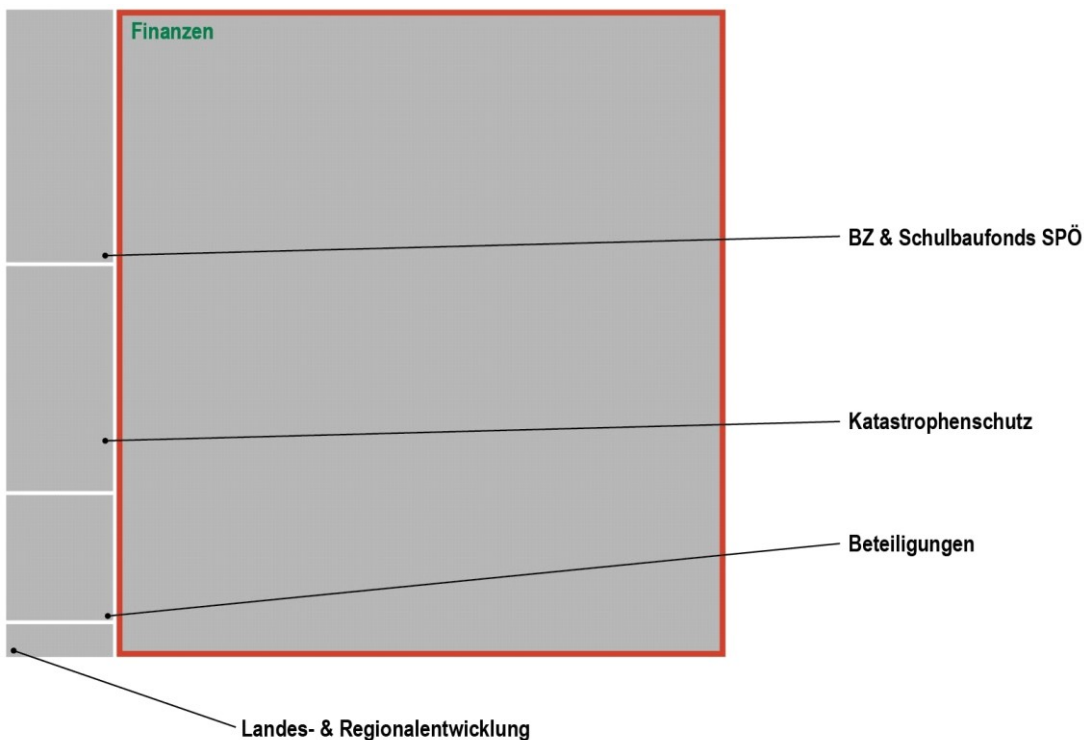 Finanzen
BZ & Schulbaufonds SPÖ
Katastrophenschutz
Beteiligungen
Landes- & Regionalentwicklung